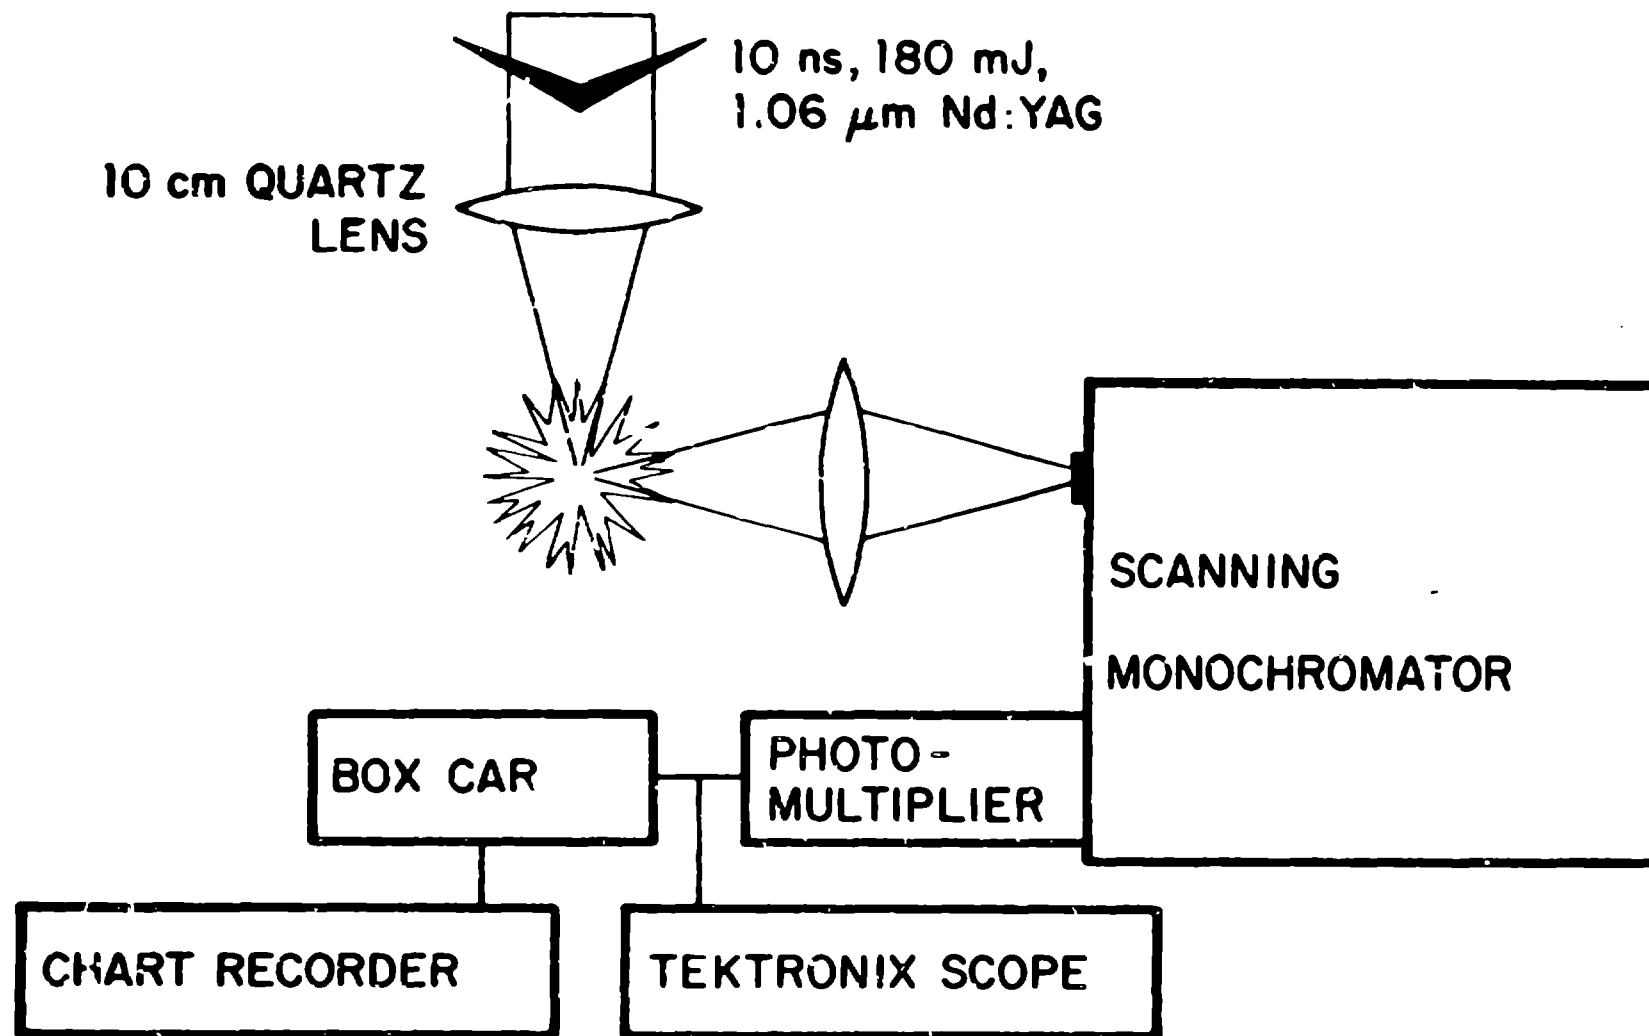 10 ns, 180 mJ,
1.06 μm Nd:YAG
10 cm QUARTZ
LENS
SCANNING
MONOCHROMATOR
PHOTO-
MULTIPLIER
BOX CAR
CHART RECORDER
TEKTRONIX SCOPE